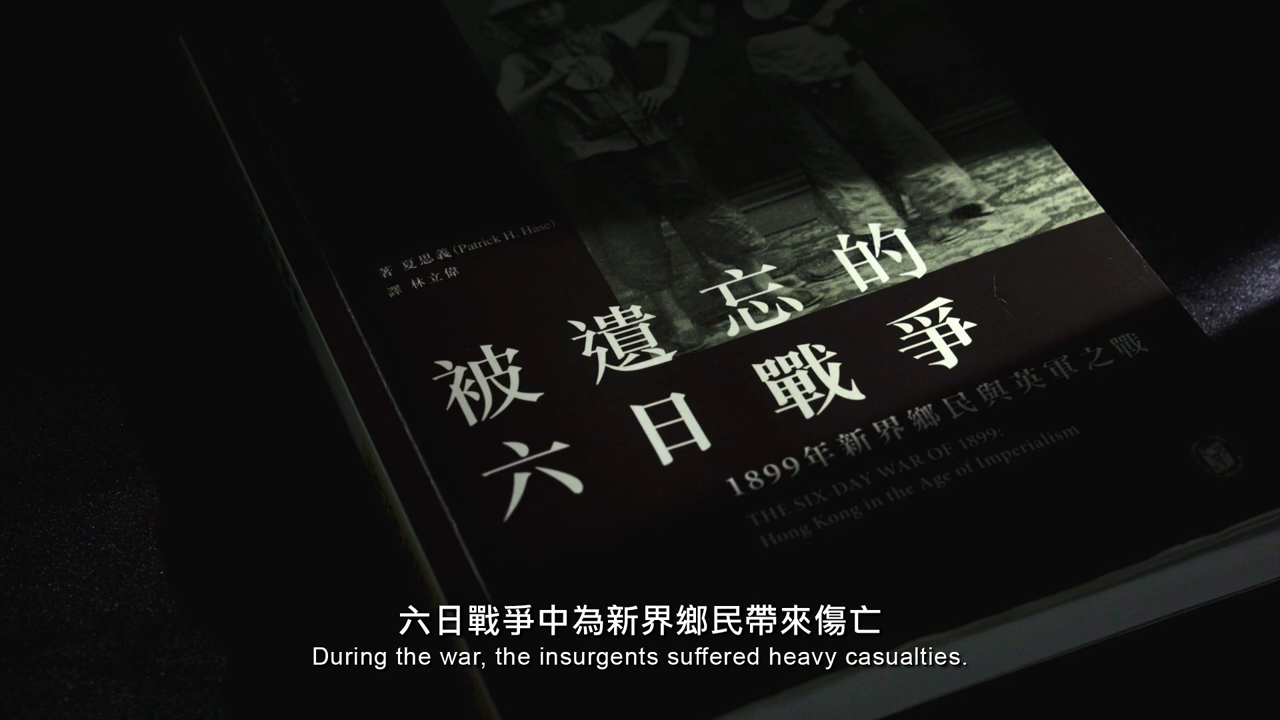 著 夏思義 (Patrick H. Hase)
譯 林立偉
被遺忘的
六日戰爭
1899年新界鄉民與英軍之戰
THE SIX-DAY WAR OF 1899:
Hong Kong in the Age of Imperialism
六日戰爭中為新界鄉民帶來傷亡
During the war, the insurgents suffered heavy casualties.